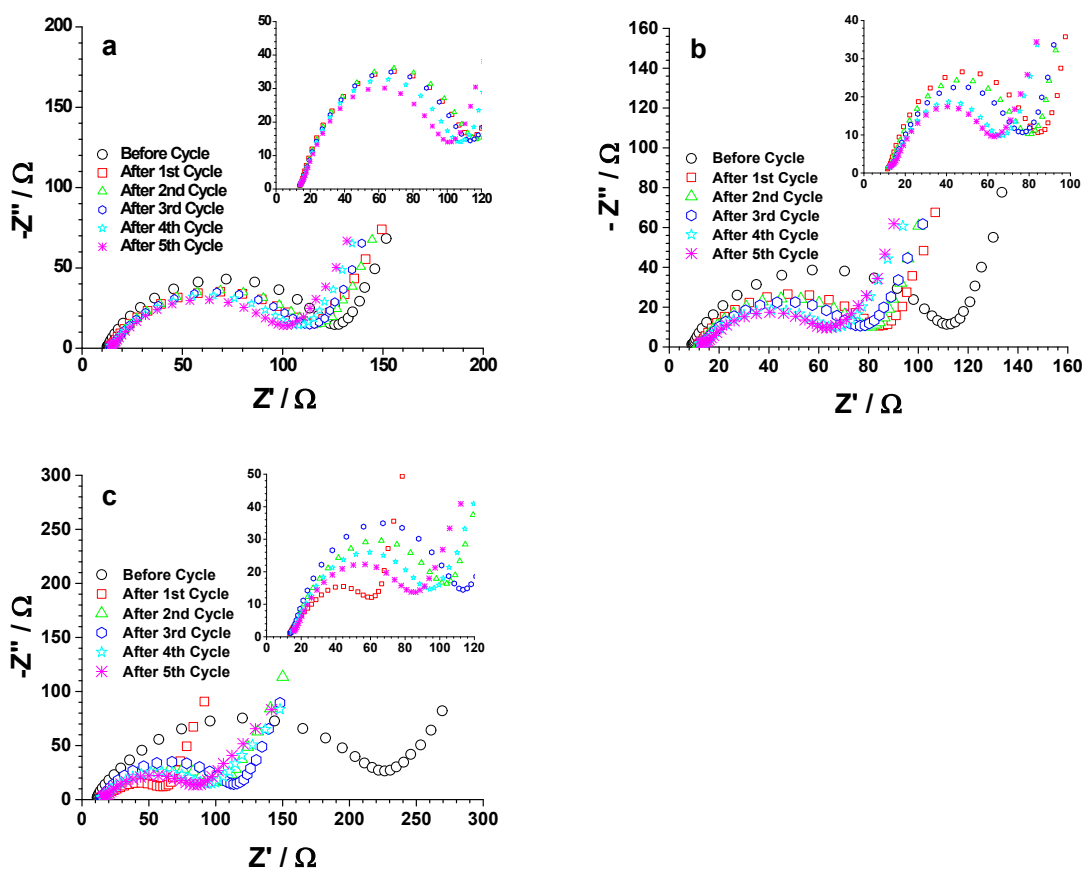 a
-Z'' / Ω
200
150
100
50
0
0 50 100 150 200
Z' / Ω
Before Cycle
After 1st Cycle
After 2nd Cycle
After 3rd Cycle
After 4th Cycle
After 5th Cycle
50
40
30
20
10
0
0 20 40 60 80 100 120
b
- Z'' / Ω
160
140
120
100
80
60
40
20
0
0 20 40 60 80 100 120 140 160
Z' / Ω
Before Cycle
After 1st Cycle
After 2nd Cycle
After 3rd Cycle
After 4th Cycle
After 5th Cycle
40
30
20
10
0
0 20 40 60 80 100
c
-Z'' / Ω
300
250
200
150
100
50
0
0 50 100 150 200 250 300
Z' / Ω
Before Cycle
After 1st Cycle
After 2nd Cycle
After 3rd Cycle
After 4th Cycle
After 5th Cycle
50
40
30
20
10
0
0 20 40 60 80 100 120